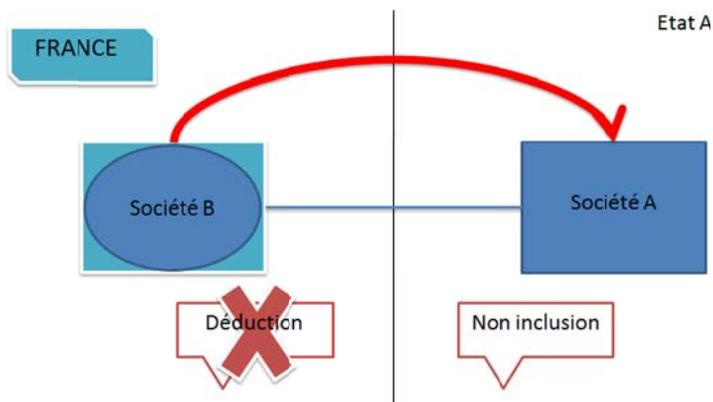 FRANCE
Etat A
Société B
Société A
Déduction
Non inclusion